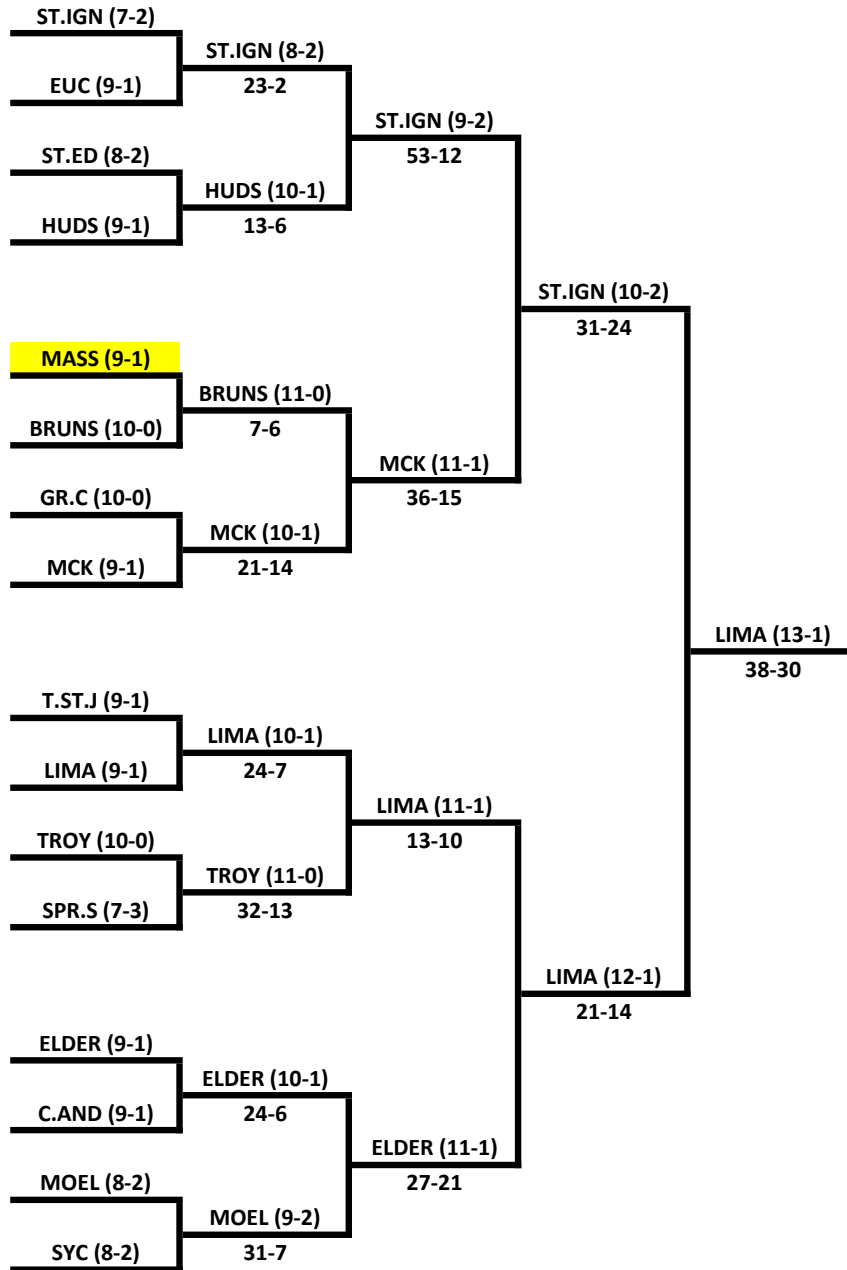 ST.IGN (7-2)
ST.IGN (8-2)
EUC (9-1)
23-2
ST.IGN (9-2)
ST.ED (8-2)
53-12
HUDS (10-1)
HUDS (9-1)
13-6
ST.IGN (10-2)
31-24
MASS (9-1)
BRUNS (11-0)
BRUNS (10-0)
7-6
MCK (11-1)
GR.C (10-0)
36-15
MCK (10-1)
MCK (9-1)
21-14
LIMA (13-1)
38-30
T.ST.J (9-1)
LIMA (10-1)
LIMA (9-1)
24-7
LIMA (11-1)
TROY (10-0)
13-10
TROY (11-0)
SPR.S (7-3)
32-13
LIMA (12-1)
21-14
ELDER (9-1)
ELDER (10-1)
C.AND (9-1)
24-6
ELDER (11-1)
MOEL (8-2)
27-21
MOEL (9-2)
SYC (8-2)
31-7